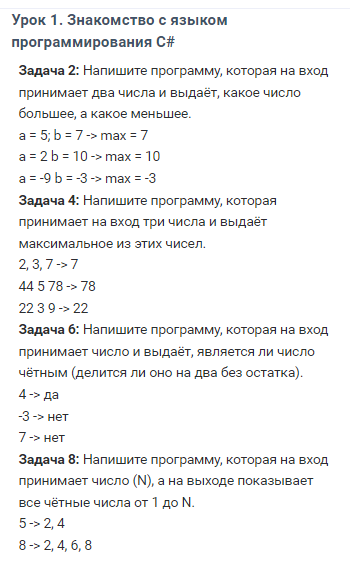 Урок 1. Знакомство с языком
программирования C#
Задача 2: Напишите программу, которая на вход
принимает два числа и выдаёт, какое число
большее, а какое меньшее.
a = 5; b = 7 -> max = 7
a = 2 b = 10 -> max = 10
a = -9 b = -3 -> max = -3
Задача 4: Напишите программу, которая
принимает на вход три числа и выдаёт
максимальное из этих чисел.
2, 3, 7 -> 7
44 5 78 -> 78
22 3 9 -> 22
Задача 6: Напишите программу, которая на вход
принимает число и выдаёт, является ли число
чётным (делится ли оно на два без остатка).
4 -> да
-3 -> нет
7 -> нет
Задача 8: Напишите программу, которая на вход
принимает число (N), а на выходе показывает
все чётные числа от 1 до N.
5 -> 2, 4
8 -> 2, 4, 6, 8